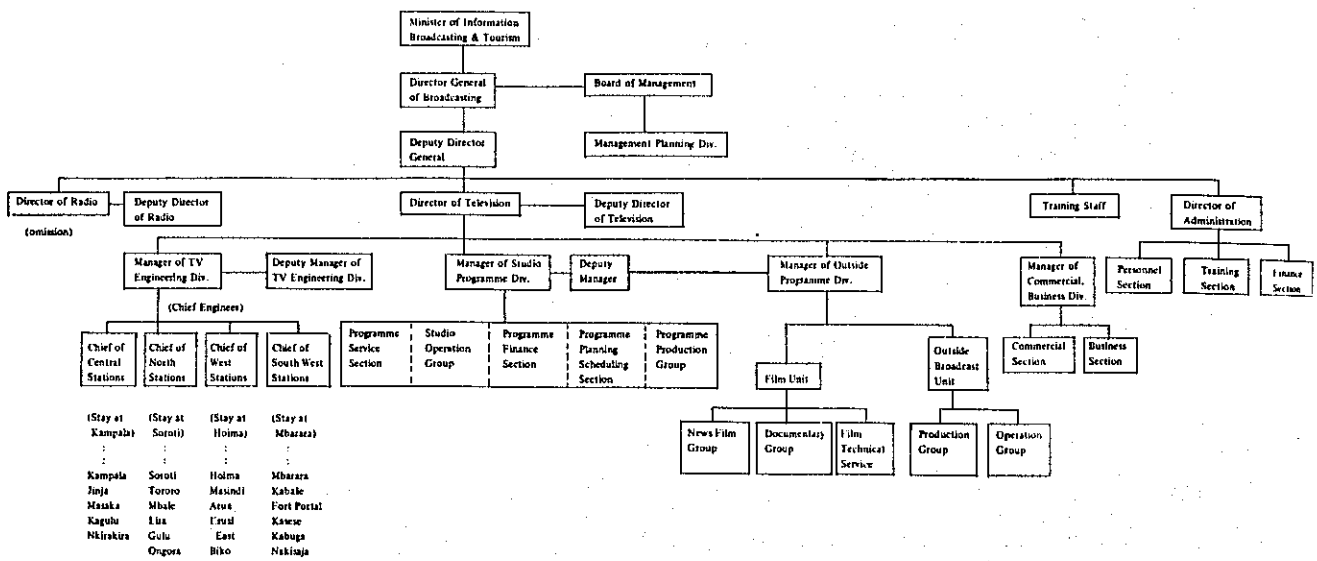 Minister of Information
Broadcasting & Tourism
Director General
of Broadcasting
Board of Management
Deputy Director
General
Management Planning Div.
Director of Radio
Deputy Director
of Radio
Director of Television
Deputy Director
of Television
Training Staff
Director of
Administration
(omission)
Manager of TV
Engineering Div.
Deputy Manager of
TV Engineering Div.
Manager of Studio
Programme Div.
Deputy
Manager
Manager of Outside
Programme Div.
Manager of
Commercial,
Business Div.
Personnel
Section
Training
Section
Finance
Section
(Chief Engineer)
Chief of
Central
Stations
Chief of
North
Stations
Chief of
West
Stations
Chief of
South West
Stations
Programme
Service
Section
Studio
Operation
Group
Programme
Finance
Section
Programme
Planning
Scheduling
Section
Programme
Production
Group
Film Unit
Outside
Broadcast
Unit
Commercial
Section
Business
Section
News Film
Group
Documentary
Group
Film
Technical
Service
Production
Group
Operation
Group
(Stay at
Kampala)
(Stay at
Soroti)
(Stay at
Hoima)
(Stay at
Mbarara)
Kampala
Jinja
Masaka
Kagulu
Nkirakira
Soroti
Tororo
Mbale
Lira
Gulu
Ongora
Hoima
Masindi
Arua
East
Biko
Mbarara
Kabale
Fort Portal
Kasese
Kabuga